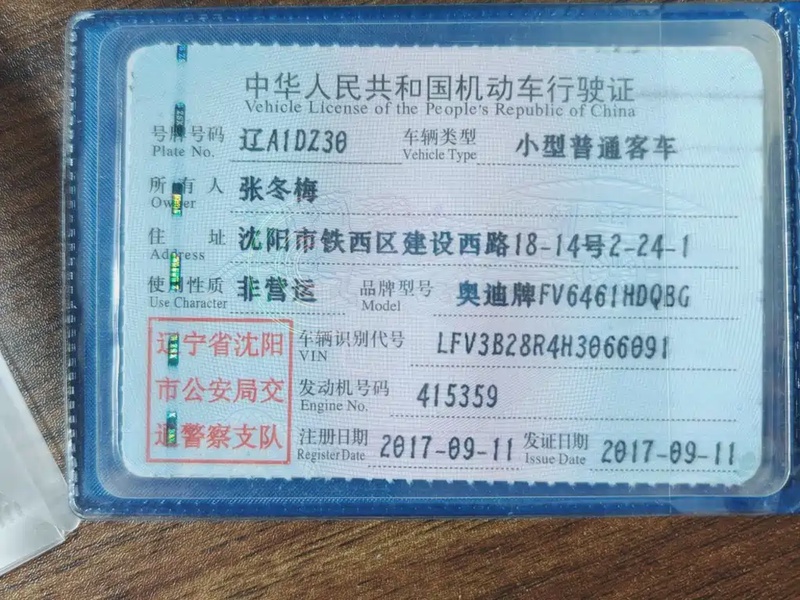 中华人民共和国机动车行驶证
Vehicle License of the People's Republic of China
号牌号码 辽A1DZ30 车辆类型 小型普通客车
Plate No. Vehicle Type
所有人 张冬梅
Owner
住址 沈阳市铁西区建设西路18-14号2-24-1
Address
使用性质 非营运 品牌型号 奥迪牌FV6461HDQBG
Use Character Model
辽宁省沈阳
市公安局交
通警察支队
车辆识别代号 LFV3B28R4H3066091
VIN
发动机号码 415359
Engine No.
注册日期 2017-09-11 发证日期 2017-09-11
Register Date Issue Date